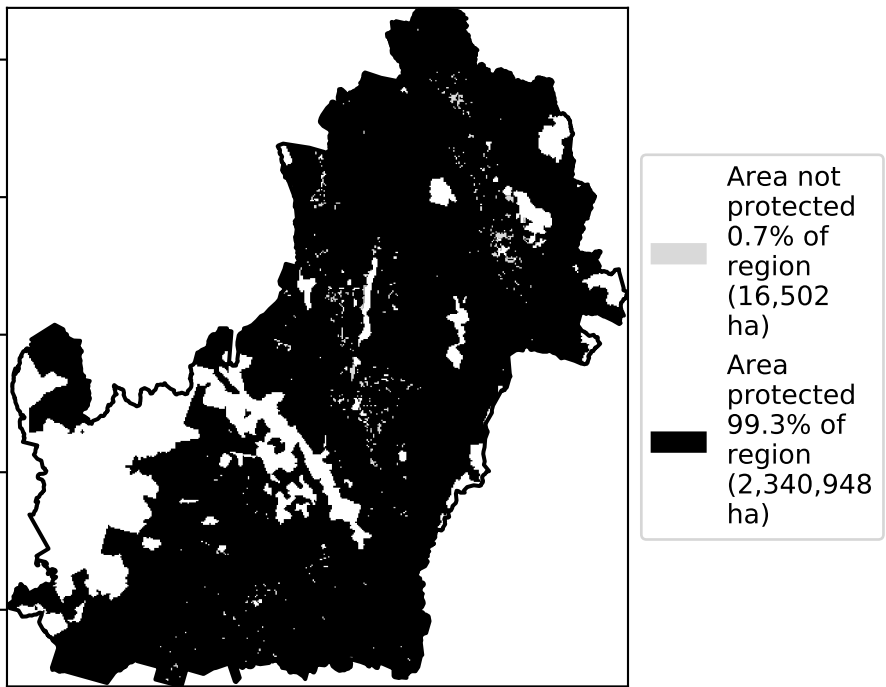 Area not
protected
0.7% of
region
(16,502
ha)
Area
protected
99.3% of
region
(2,340,948
ha)